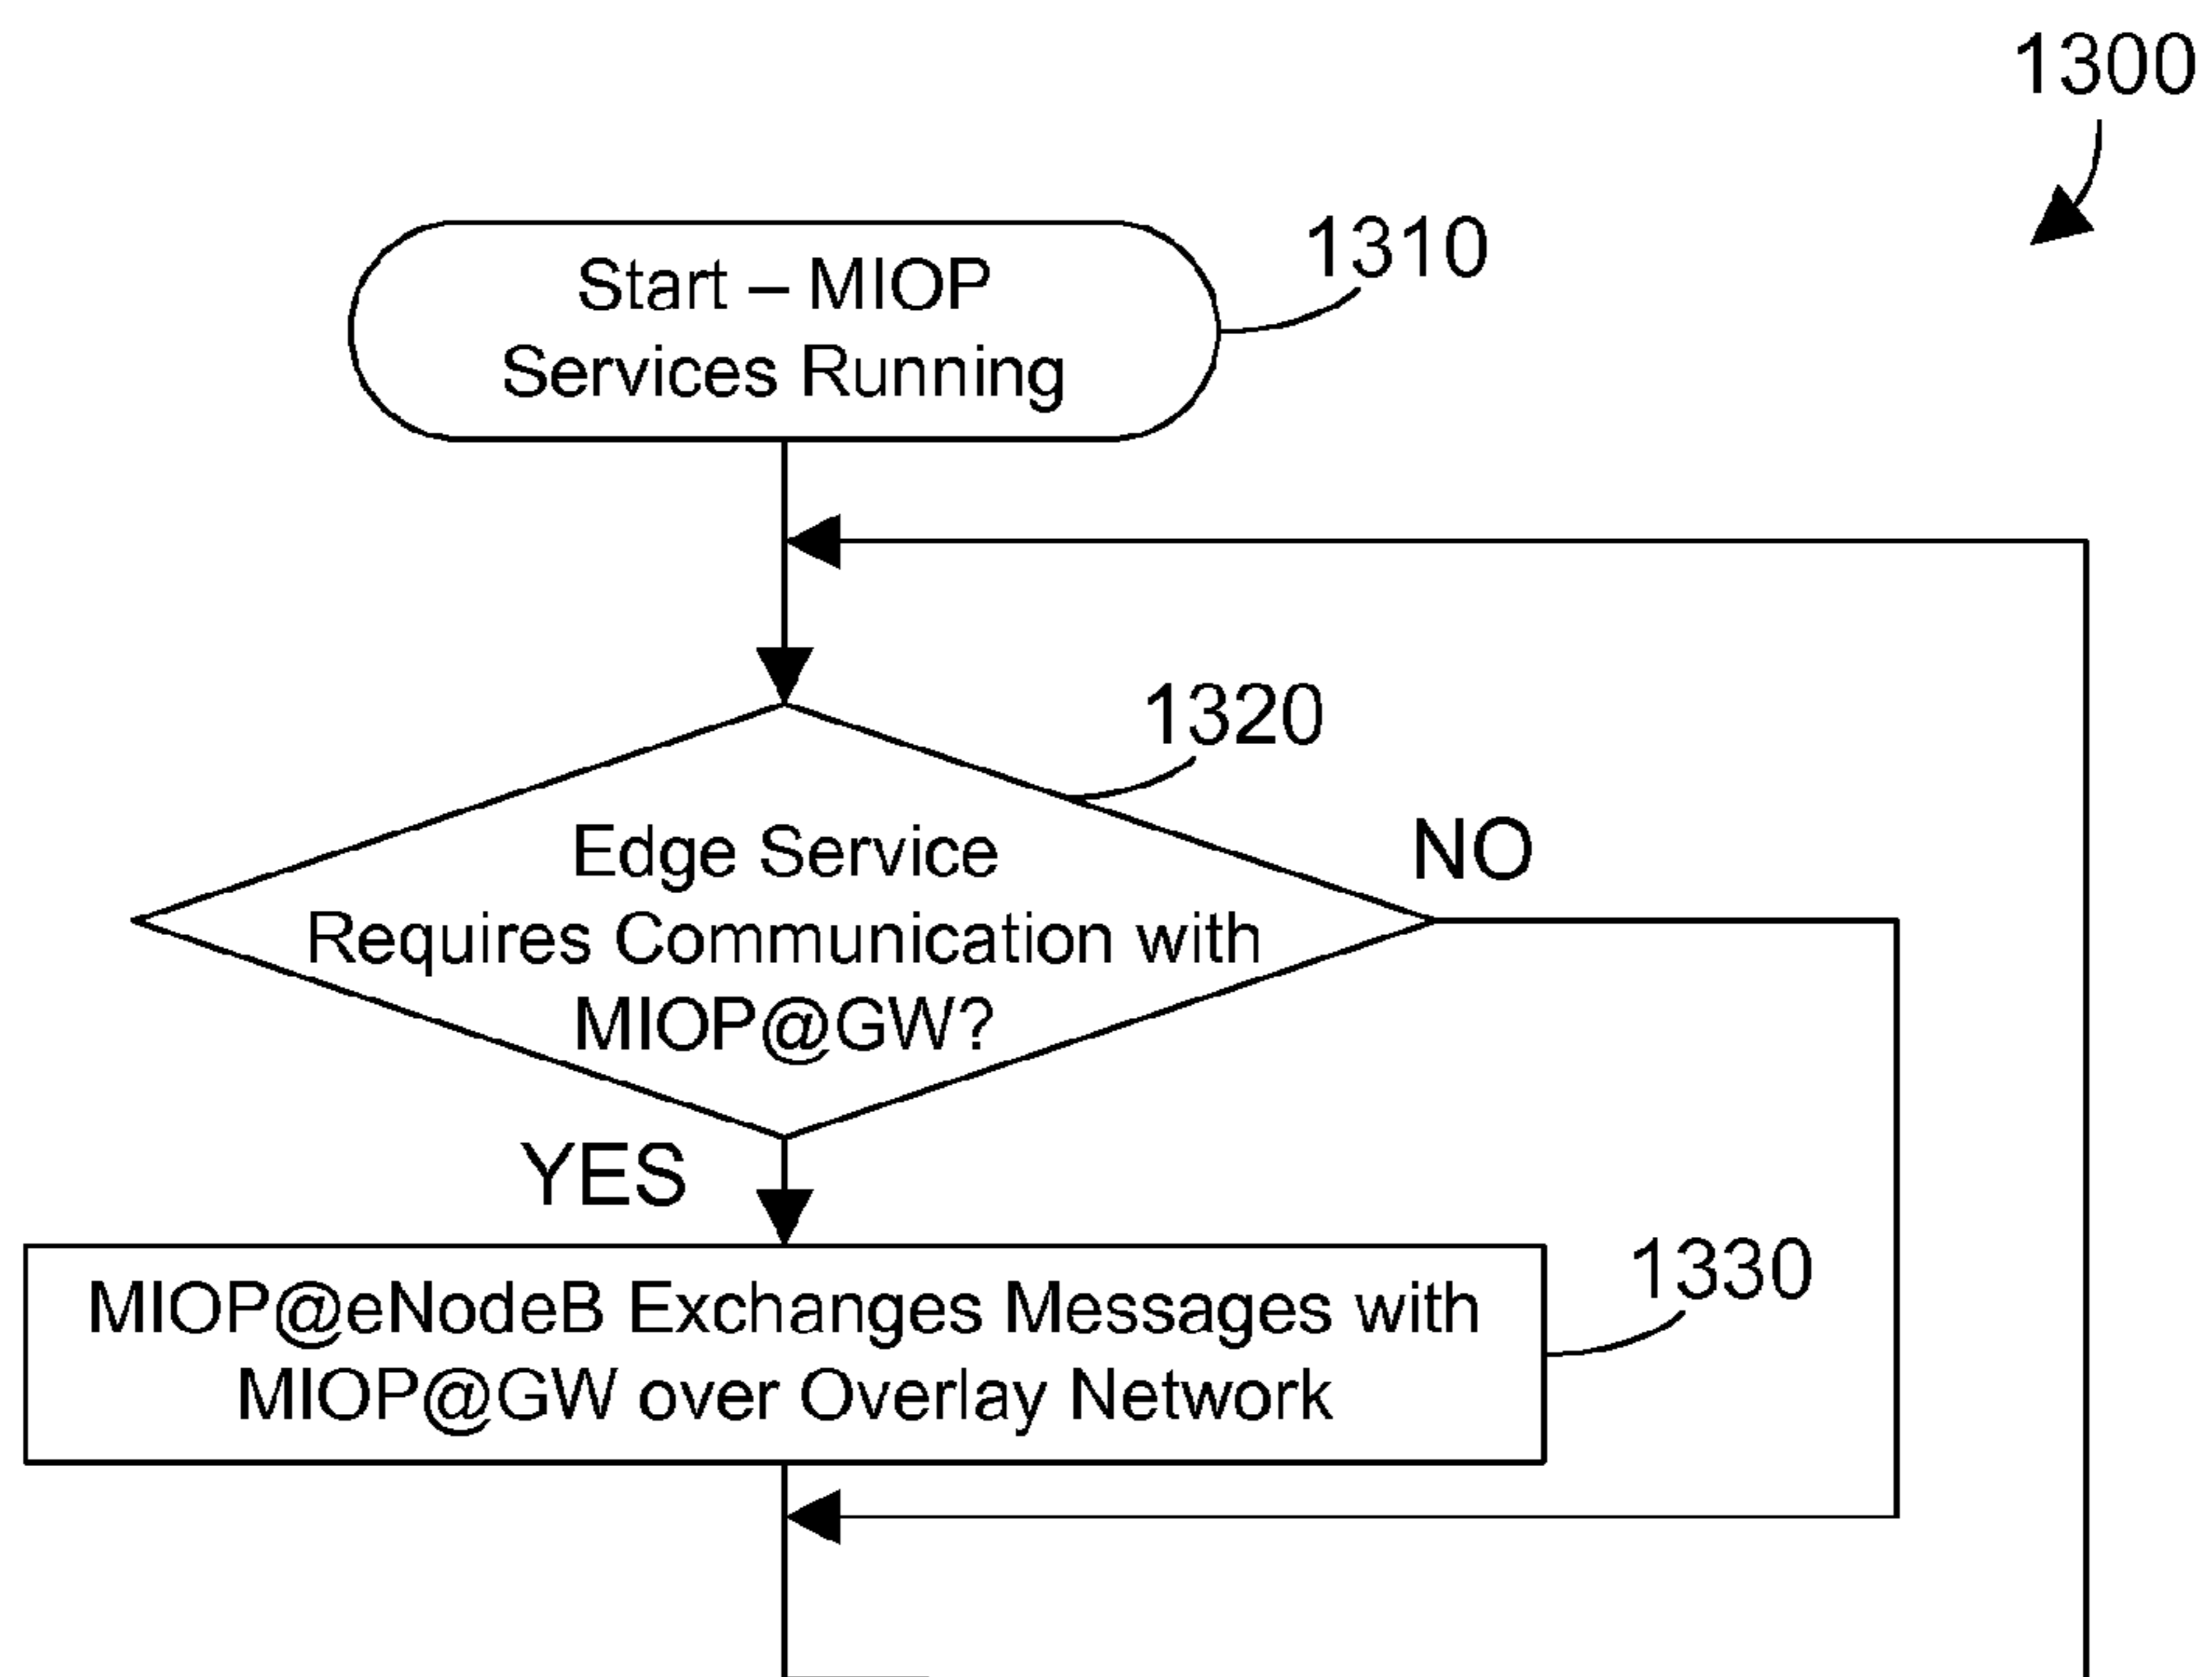 1300
Start – MIOP
Services Running
1310
1320
Edge Service
Requires Communication with
MIOP@GW?
NO
YES
MIOP@eNodeB Exchanges Messages with
MIOP@GW over Overlay Network
1330